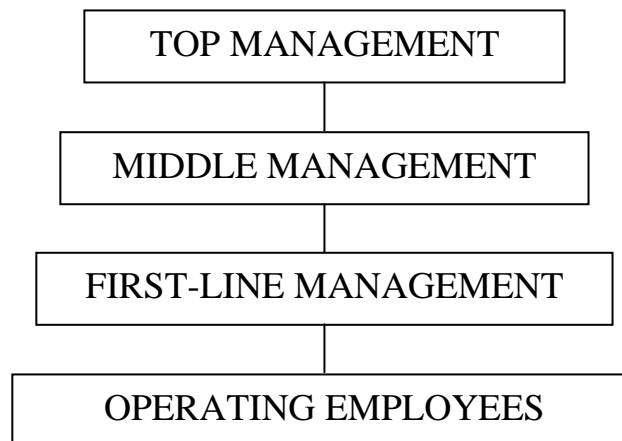 TOP MANAGEMENT
MIDDLE MANAGEMENT
FIRST-LINE MANAGEMENT
OPERATING EMPLOYEES